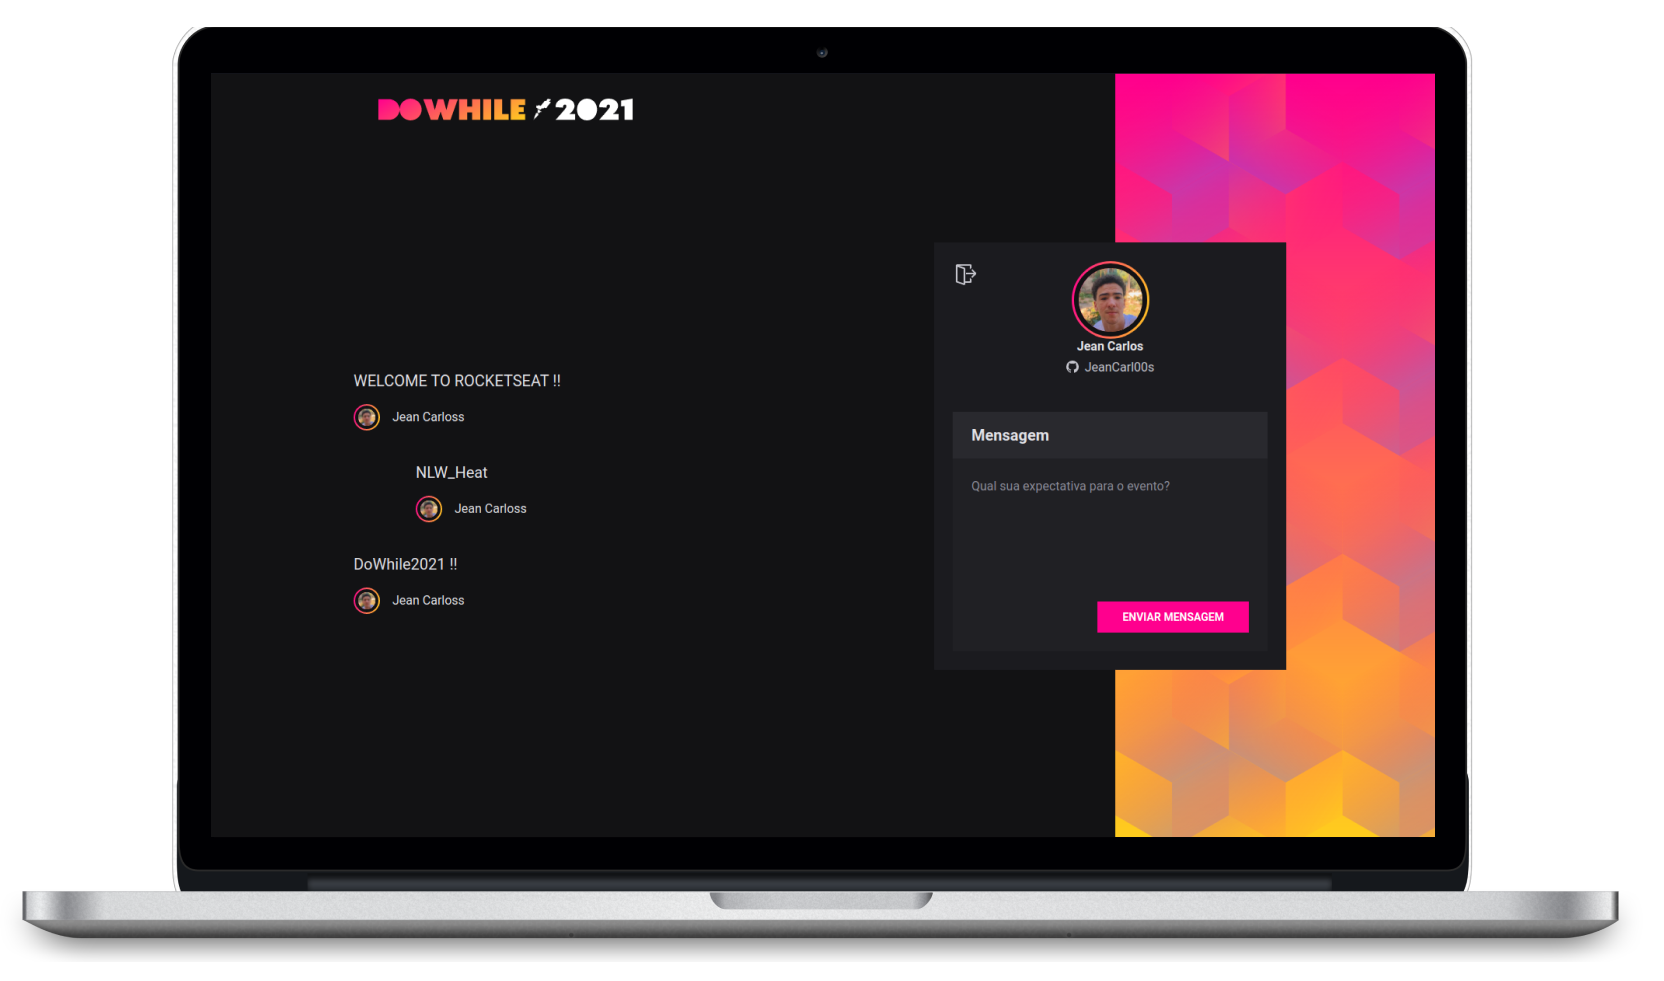 DOWHILE 2021
WELCOME TO ROCKETSEAT !!
Jean Carloss
NLW_Heat
Jean Carloss
DoWhile2021 !!
Jean Carloss
Jean Carlos
JeanCarl00s
Mensagem
Qual sua expectativa para o evento?
ENVIAR MENSAGEM